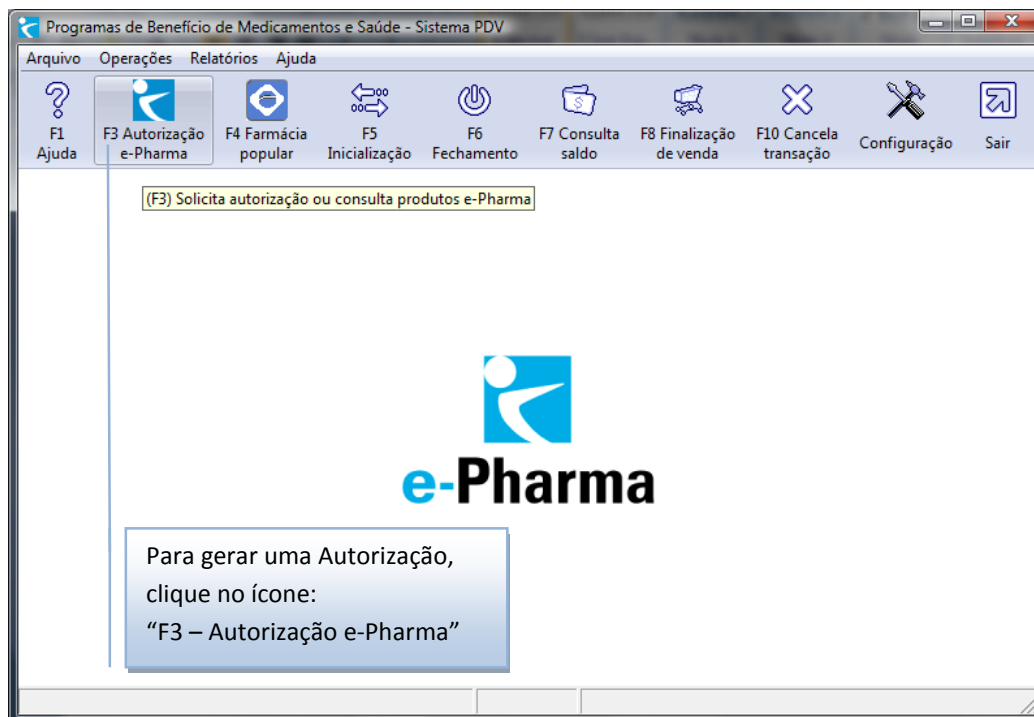 Programas de Benefício de Medicamentos e Saúde - Sistema PDV
Arquivo Operações Relatórios Ajuda
F1 Ajuda
F3 Autorização e-Pharma
F4 Farmácia popular
F5 Inicialização
F6 Fechamento
F7 Consulta saldo
F8 Finalização de venda
F10 Cancela transação
Configuração
Sair
(F3) Solicita autorização ou consulta produtos e-Pharma
e-Pharma
Para gerar uma Autorização,
clique no ícone:
“F3 – Autorização e-Pharma”